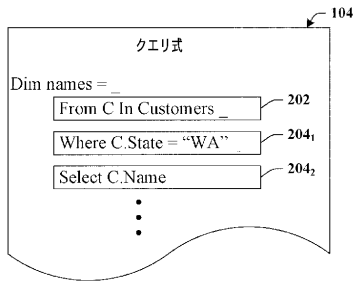 104
クエリ式
Dim names = _
From C In Customers _ 202
Where C.State = “WA” _ 204₁
Select C.Name 204₂